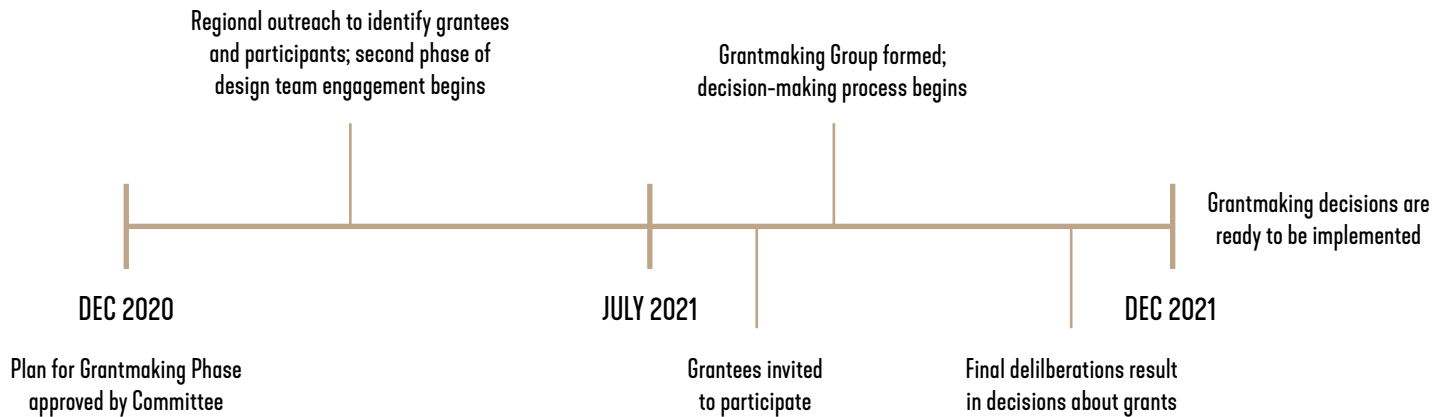 Regional outreach to identify grantees
and participants; second phase of
design team engagement begins
Grantmaking Group formed;
decision-making process begins
Grantmaking decisions are
ready to be implemented
DEC 2020
JULY 2021
DEC 2021
Plan for Grantmaking Phase
approved by Committee
Grantees invited
to participate
Final delilberations result
in decisions about grants